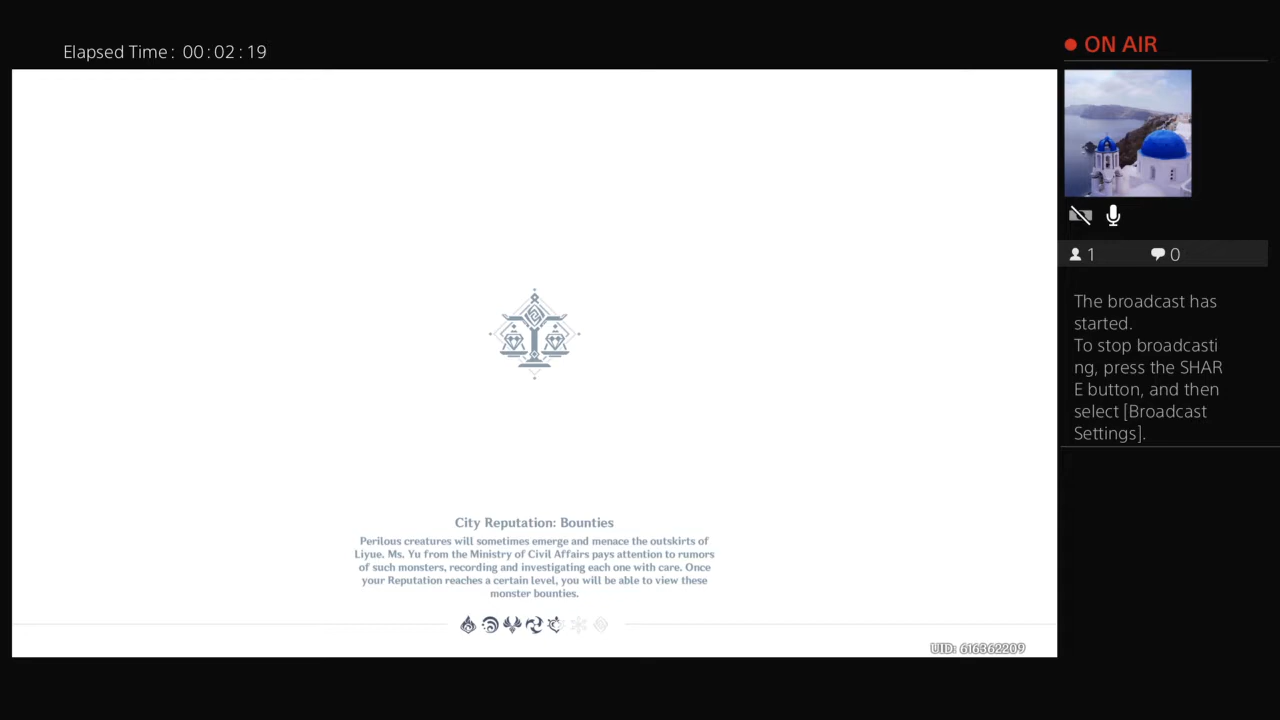 Elapsed Time: 00:02:19
ON AIR
1
0
The broadcast has
started.
To stop broadcasti
ng, press the SHAR
E button, and then
select [Broadcast
Settings].
City Reputation: Bounties
Perilous creatures will sometimes emerge and menace the outskirts of
Liyue. Ms. Yu from the Ministry of Civil Affairs pays attention to rumors
of such monsters, recording and investigating each one with care. Once
your Reputation reaches a certain level, you will be able to view these
monster bounties.
UID: 616362209